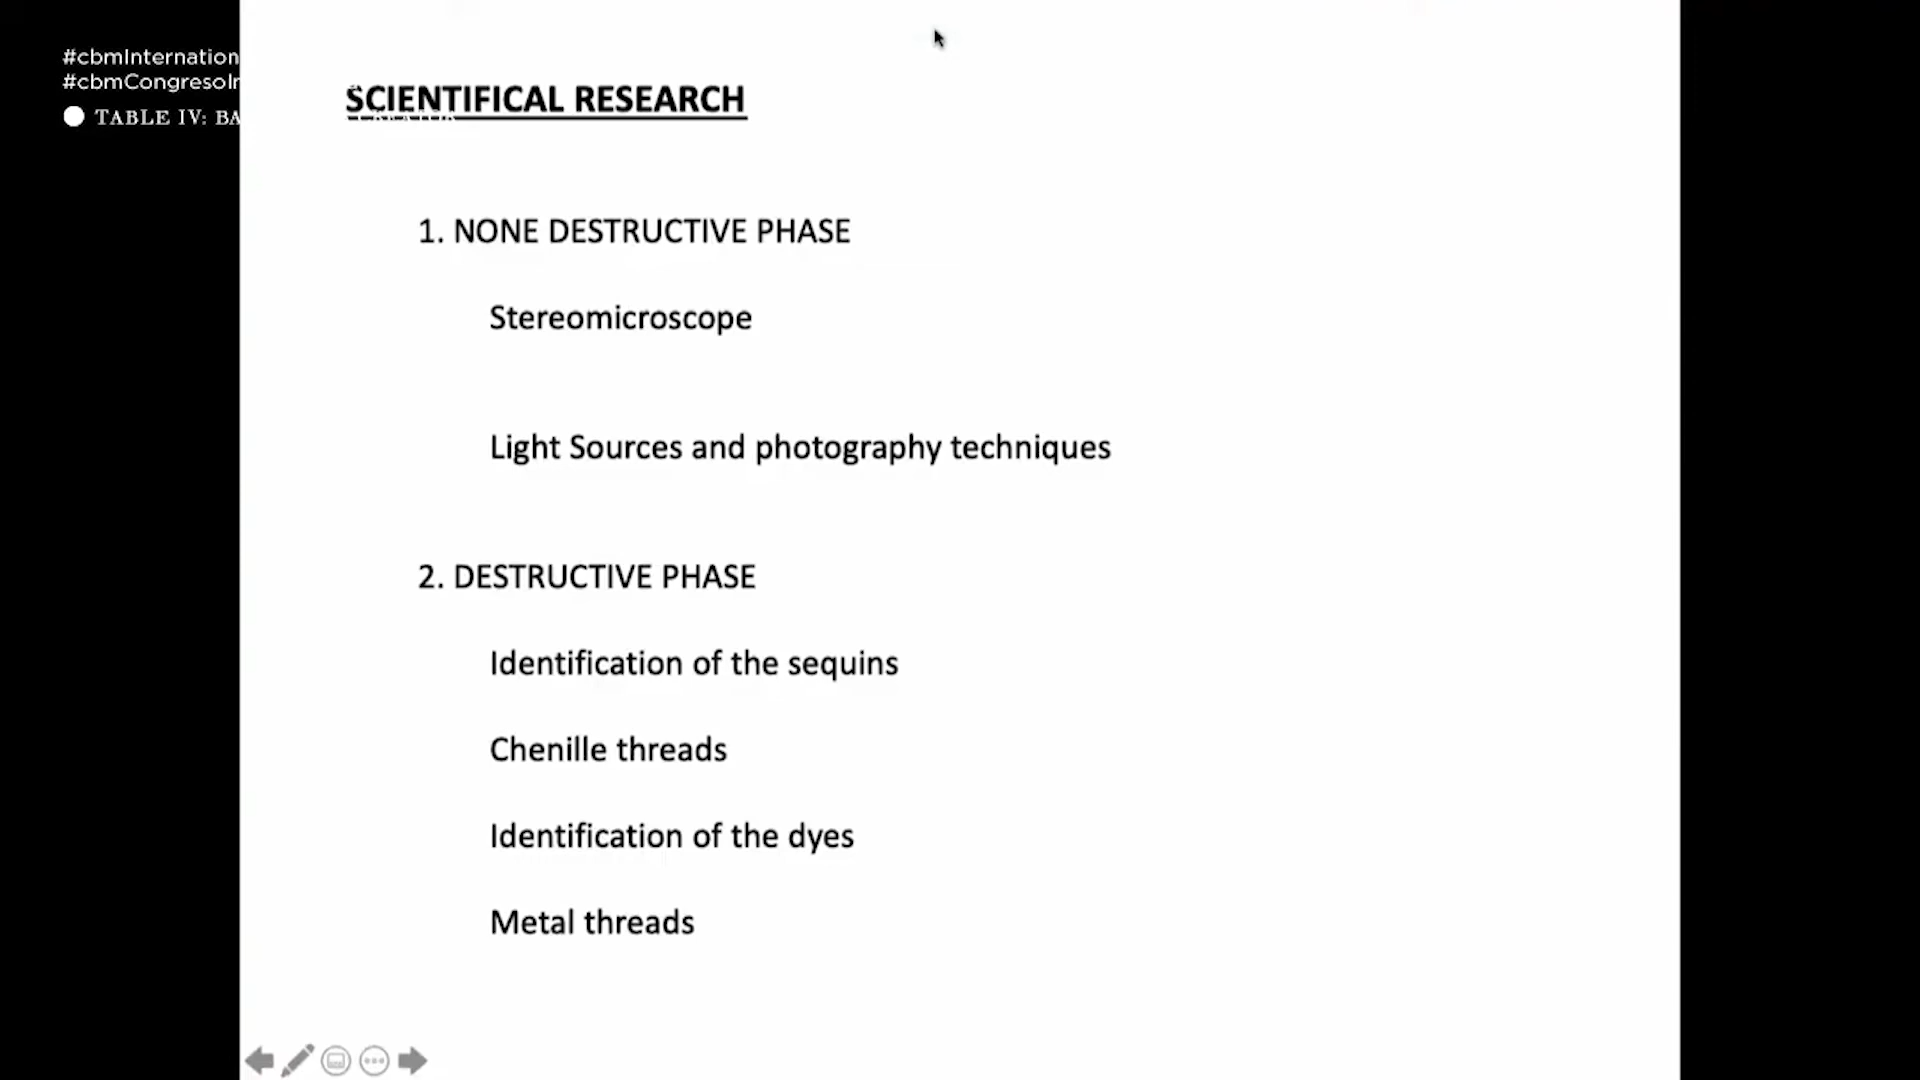 #cbmInternation
#cbmCongresoIr
TABLE IV: BA
SCIENTIFICAL RESEARCH
1. NONE DESTRUCTIVE PHASE
Stereomicroscope
Light Sources and photography techniques
2. DESTRUCTIVE PHASE
Identification of the sequins
Chenille threads
Identification of the dyes
Metal threads